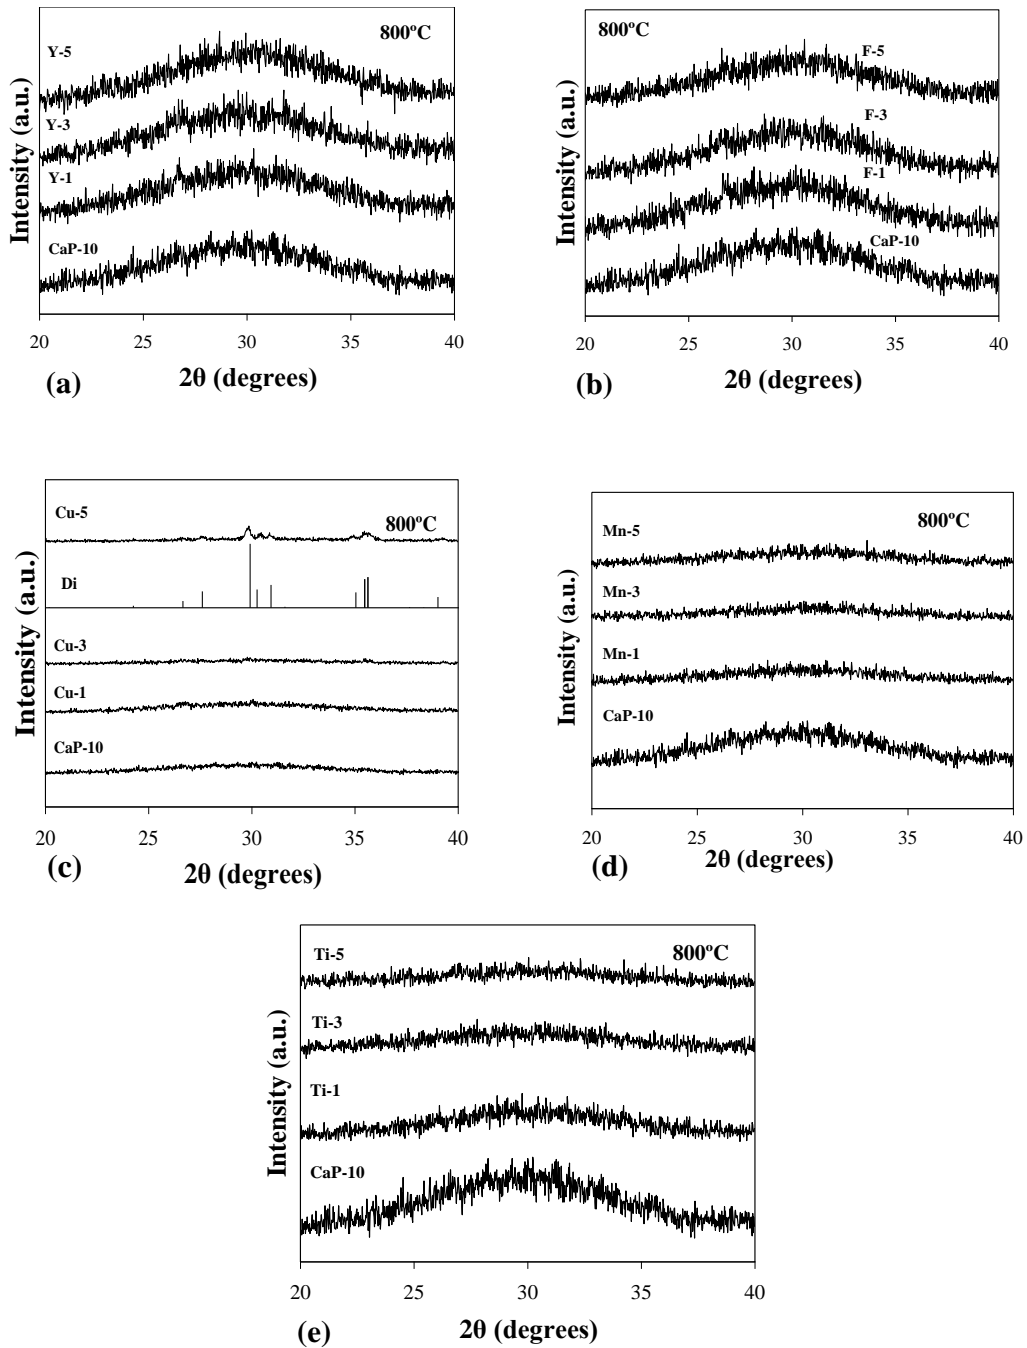 800ºC
Y-5
Y-3
Y-1
CaP-10
Intensity (a.u.)
20 25 30 35 40
2θ (degrees)
(a)
800ºC
F-5
F-3
F-1
CaP-10
Intensity (a.u.)
20 25 30 35 40
2θ (degrees)
(b)
Cu-5
800ºC
Di
Cu-3
Cu-1
CaP-10
Intensity (a.u.)
20 25 30 35 40
2θ (degrees)
(c)
800ºC
Mn-5
Mn-3
Mn-1
CaP-10
Intensity (a.u.)
20 25 30 35 40
2θ (degrees)
(d)
Ti-5
800ºC
Ti-3
Ti-1
CaP-10
Intensity (a.u.)
20 25 30 35 40
2θ (degrees)
(e)